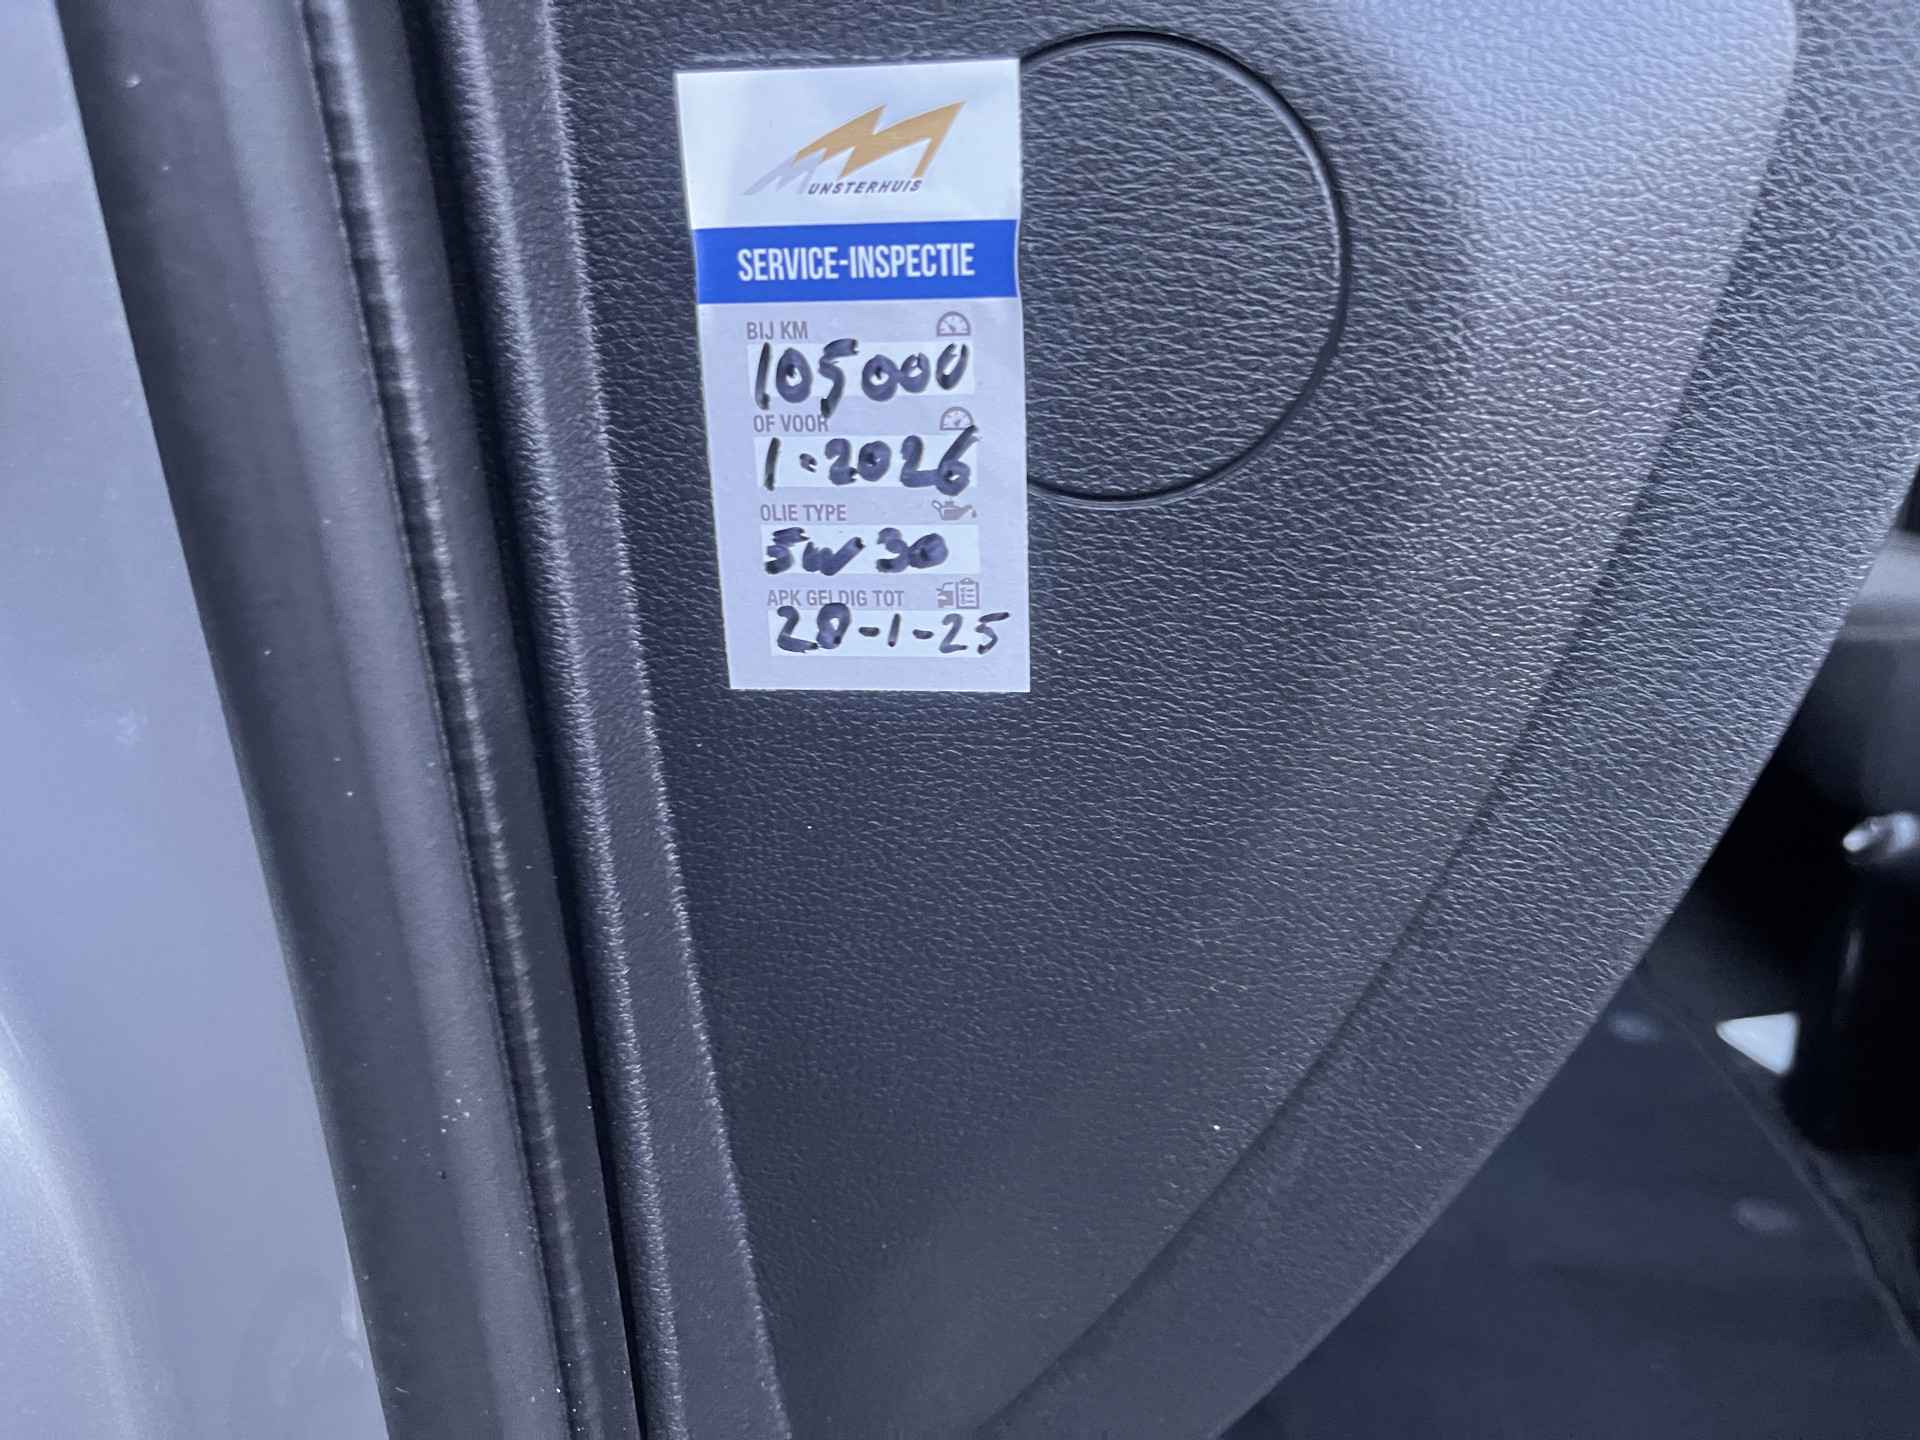 MUNSTERHUIS
SERVICE-INSPECTIE
BIJ KM
105000
OF VOOR
1.2026
OLIE TYPE
5W30
APK GELDIG TOT
28-1-25